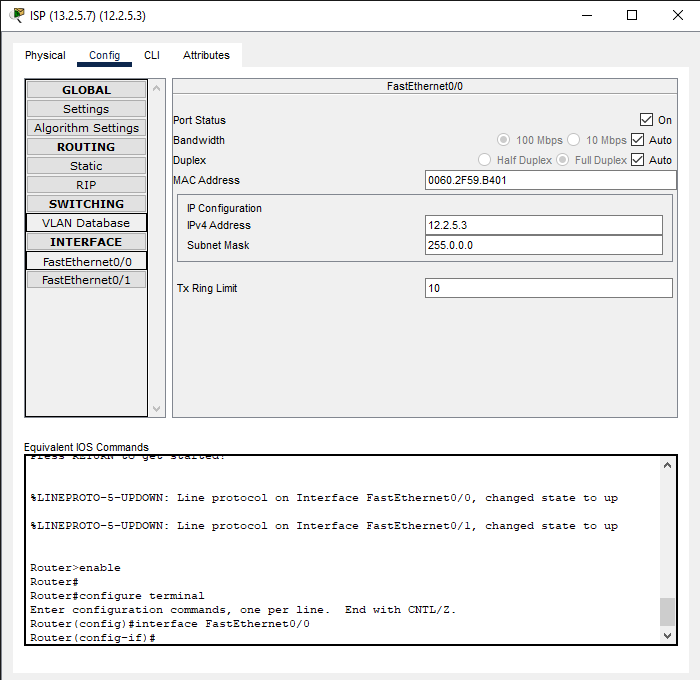 ISP (13.2.5.7) (12.2.5.3)
Physical Config CLI Attributes
GLOBAL
Settings
Algorithm Settings
ROUTING
Static
RIP
SWITCHING
VLAN Database
INTERFACE
FastEthernet0/0
FastEthernet0/1
FastEthernet0/0
Port Status On
Bandwidth 100 Mbps 10 Mbps Auto
Duplex Half Duplex Full Duplex Auto
MAC Address 0060.2F59.B401
IP Configuration
IPv4 Address 12.2.5.3
Subnet Mask 255.0.0.0
Tx Ring Limit 10
Equivalent IOS Commands
Press RETURN to get started!
%LINEPROTO-5-UPDOWN: Line protocol on Interface FastEthernet0/0, changed state to up
%LINEPROTO-5-UPDOWN: Line protocol on Interface FastEthernet0/1, changed state to up
Router>enable
Router#
Router#configure terminal
Enter configuration commands, one per line.  End with CNTL/Z.
Router(config)#interface FastEthernet0/0
Router(config-if)#